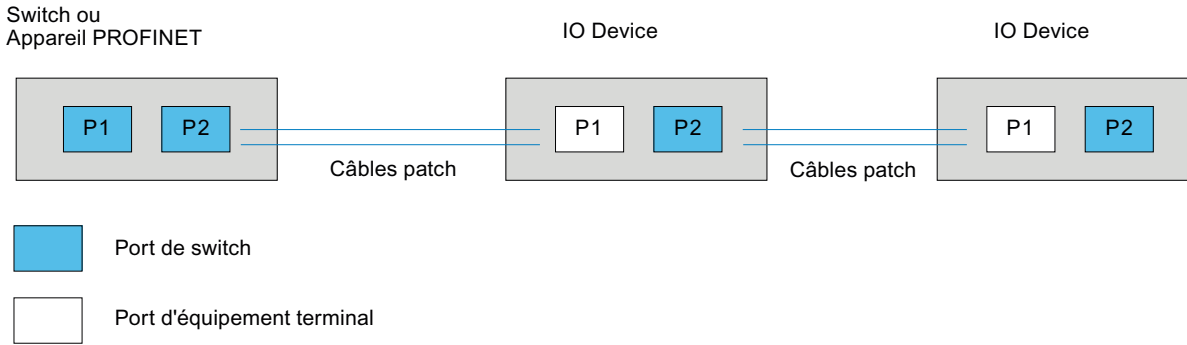 Switch ou
Appareil PROFINET
IO Device
IO Device
P1
P2
P1
P2
P1
P2
Câbles patch
Câbles patch
Port de switch
Port d'équipement terminal